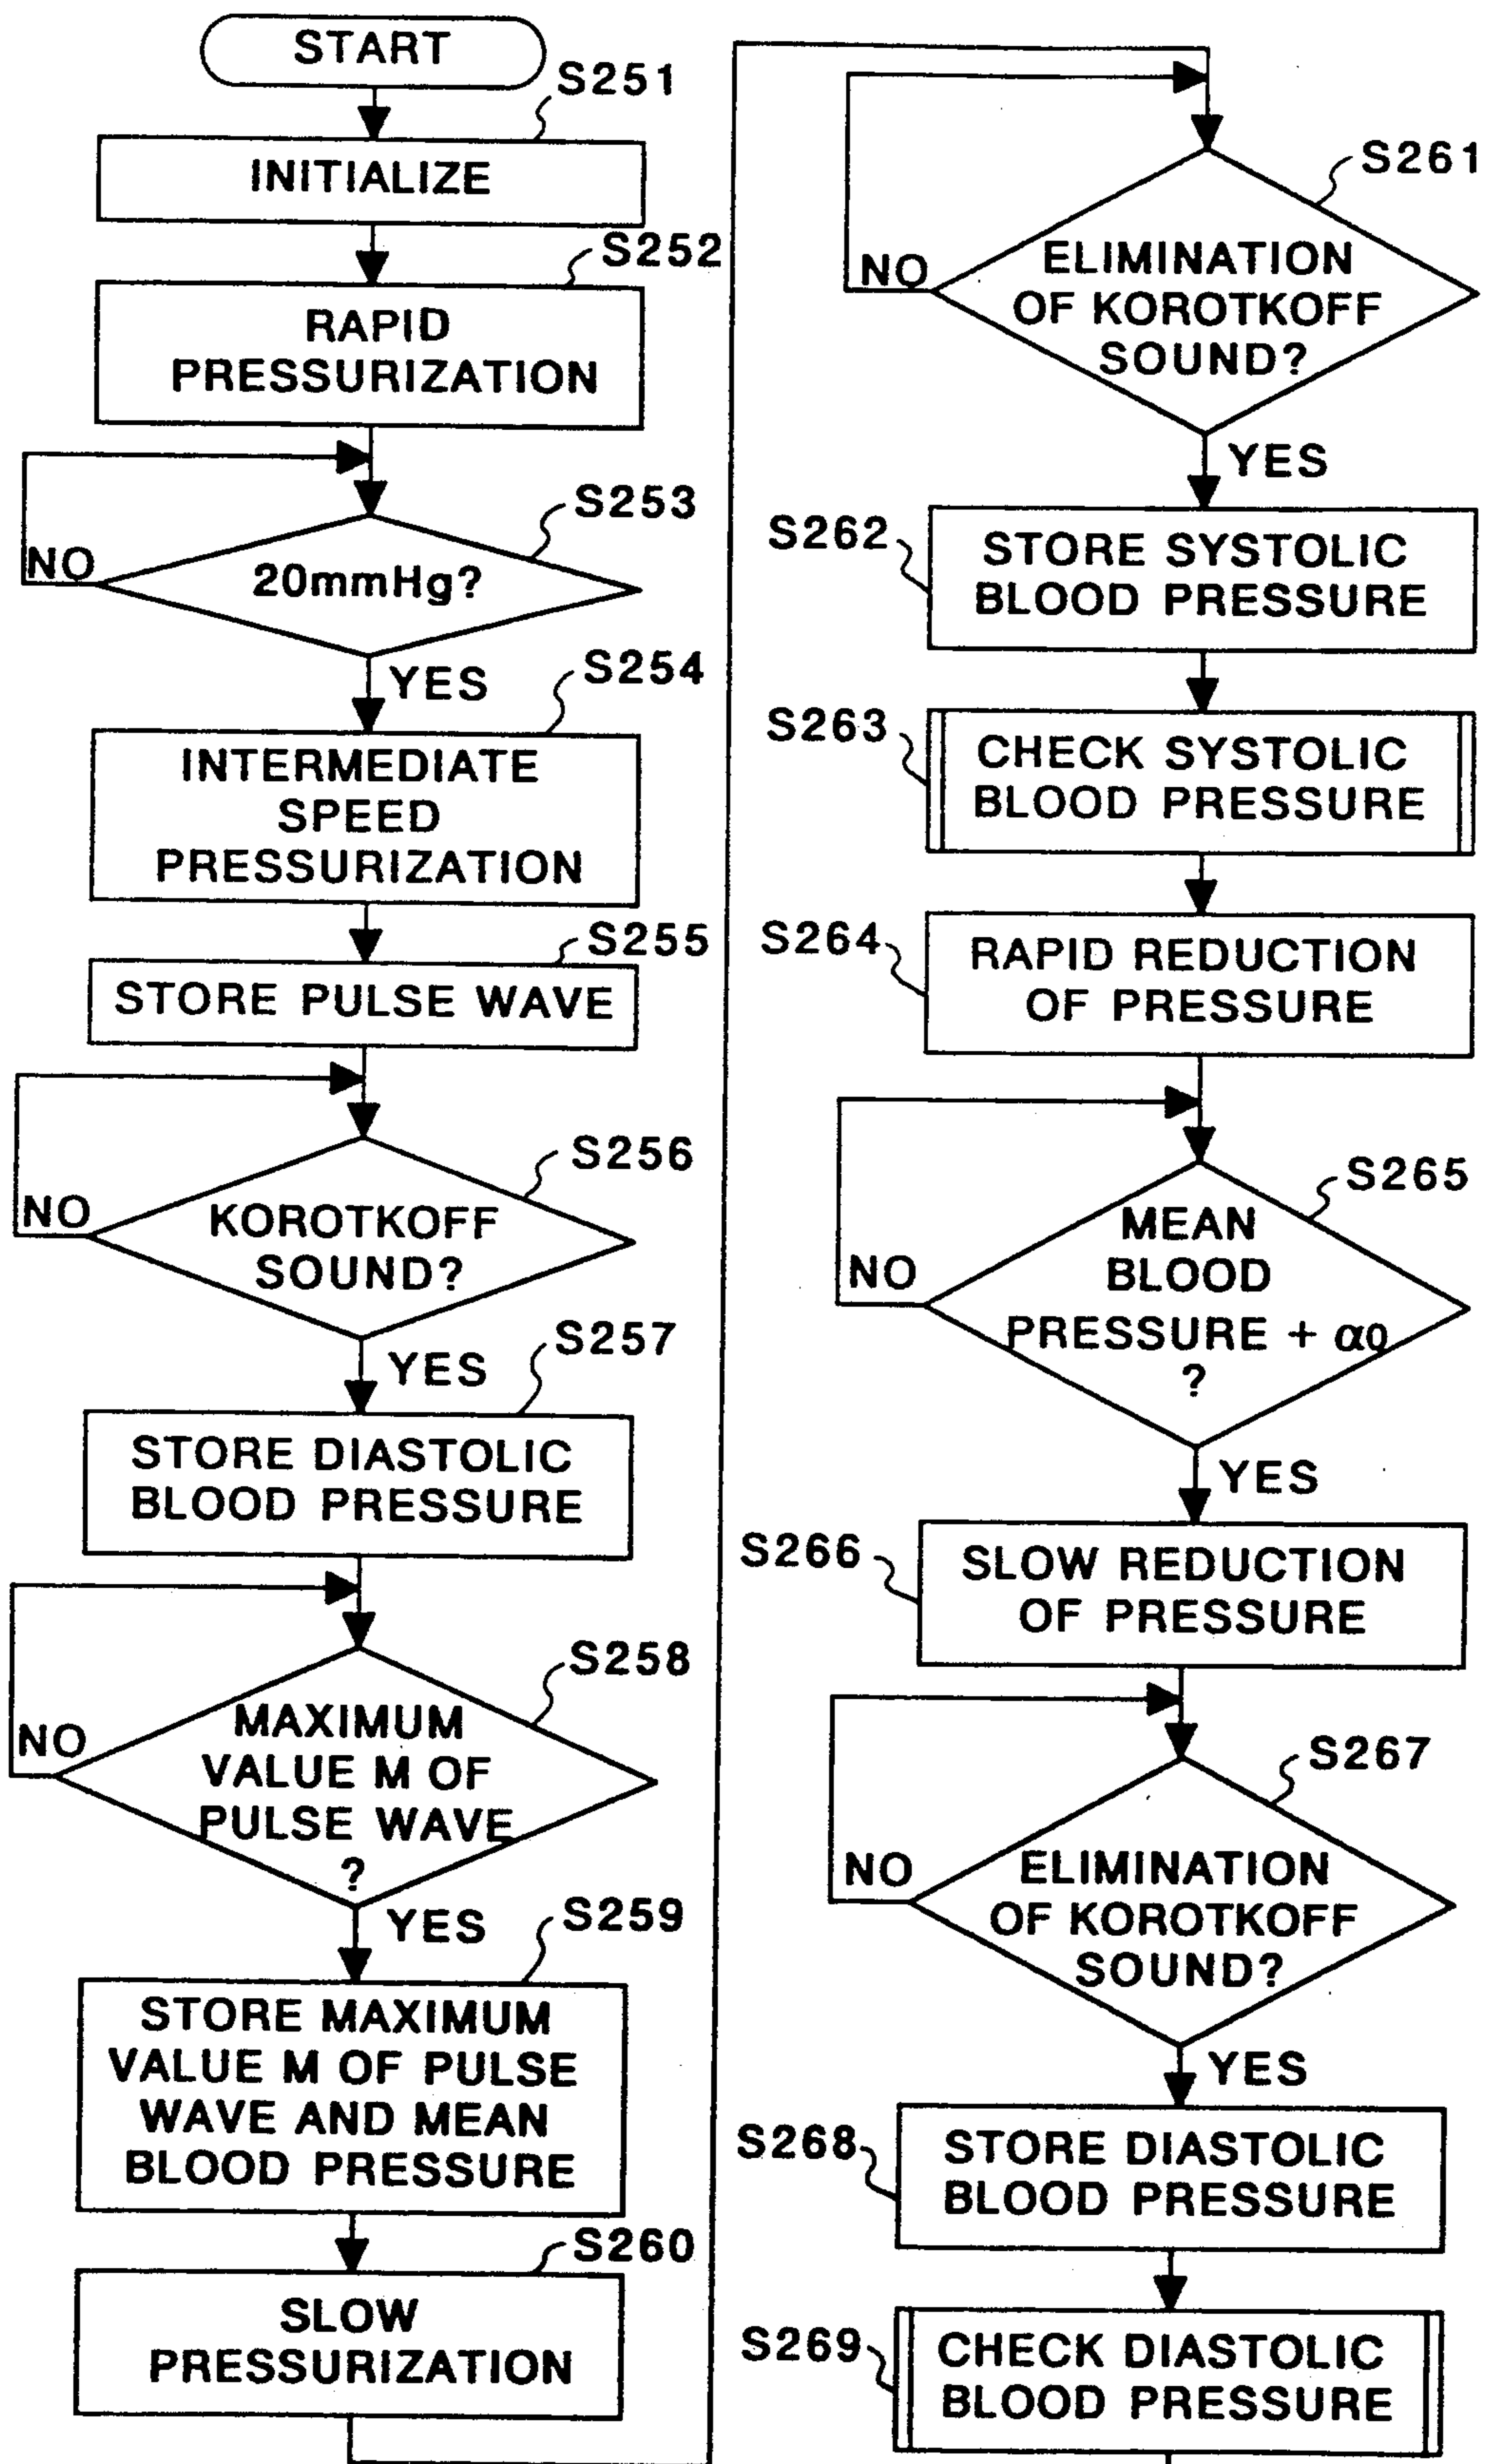 START
S251
INITIALIZE
S252
RAPID
PRESSURIZATION
S253
NO
20mmHg?
YES
S254
INTERMEDIATE
SPEED
PRESSURIZATION
S255
STORE PULSE WAVE
S256
NO
KOROTKOFF
SOUND?
YES
S257
STORE DIASTOLIC
BLOOD PRESSURE
S258
NO
MAXIMUM
VALUE M OF
PULSE WAVE
?
YES
S259
STORE MAXIMUM
VALUE M OF PULSE
WAVE AND MEAN
BLOOD PRESSURE
S260
SLOW
PRESSURIZATION
S261
NO
ELIMINATION
OF KOROTKOFF
SOUND?
YES
S262
STORE SYSTOLIC
BLOOD PRESSURE
S263
CHECK SYSTOLIC
BLOOD PRESSURE
S264
RAPID REDUCTION
OF PRESSURE
S265
NO
MEAN
BLOOD
PRESSURE + α0
?
YES
S266
SLOW REDUCTION
OF PRESSURE
S267
NO
ELIMINATION
OF KOROTKOFF
SOUND?
YES
S268
STORE DIASTOLIC
BLOOD PRESSURE
S269
CHECK DIASTOLIC
BLOOD PRESSURE